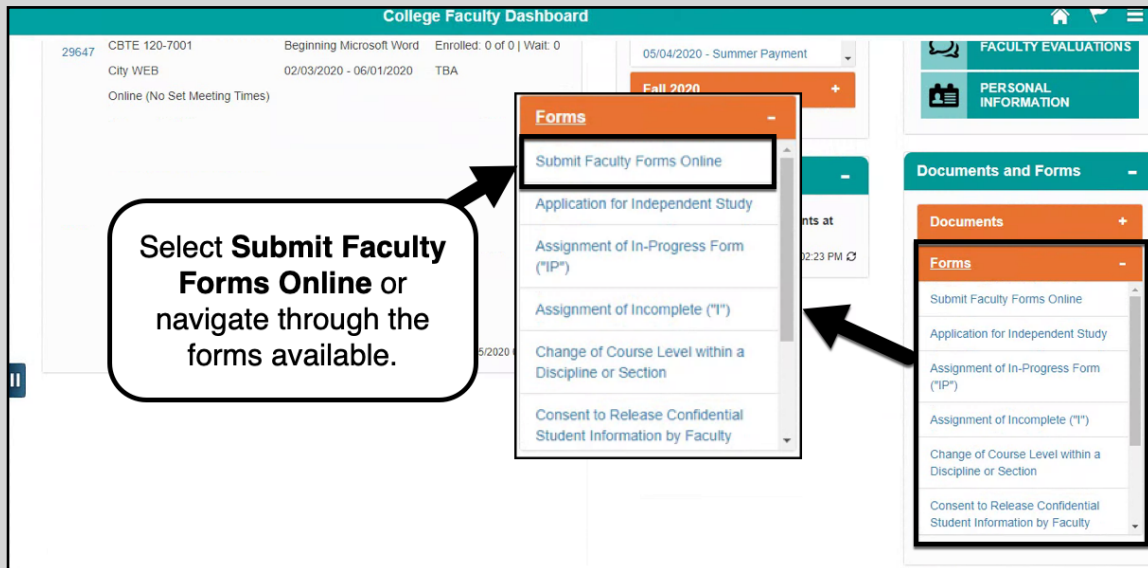 College Faculty Dashboard
29647
CBTE 120-7001
Beginning Microsoft Word
Enrolled: 0 of 0 | Wait: 0
City WEB
02/03/2020 - 06/01/2020
TBA
Online (No Set Meeting Times)
05/04/2020 - Summer Payment
Fall 2020
+
FACULTY EVALUATIONS
PERSONAL
INFORMATION
Forms
-
Submit Faculty Forms Online
Application for Independent Study
Assignment of In-Progress Form
("IP")
Assignment of Incomplete ("I")
Change of Course Level within a
Discipline or Section
Consent to Release Confidential
Student Information by Faculty
Select Submit Faculty
Forms Online or
navigate through the
forms available.
5/2020
-
nts at
02:23 PM
Documents and Forms
-
Documents
+
Forms
-
Submit Faculty Forms Online
Application for Independent Study
Assignment of In-Progress Form
("IP")
Assignment of Incomplete ("I")
Change of Course Level within a
Discipline or Section
Consent to Release Confidential
Student Information by Faculty